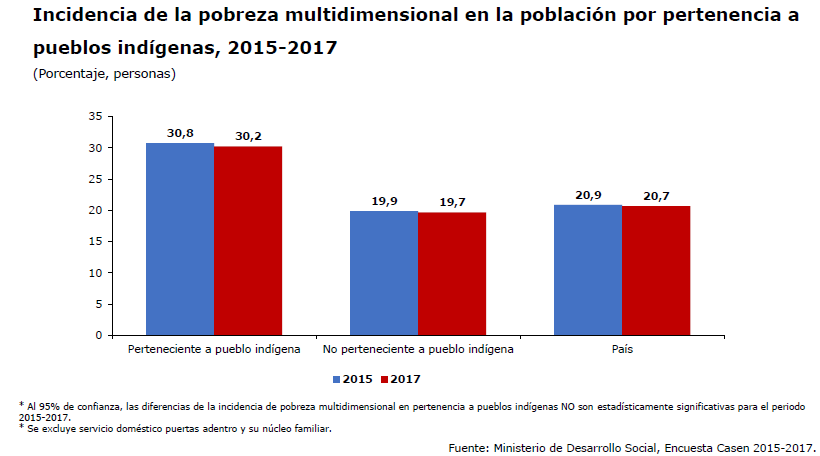 Incidencia de la pobreza multidimensional en la población por pertenencia a
pueblos indígenas, 2015-2017
(Porcentaje, personas)
35
30
25
20
15
10
5
0
30,8
30,2
19,9
19,7
20,9
20,7
Perteneciente a pueblo indígena
No perteneciente a pueblo indígena
País
2015
2017
* Al 95% de confianza, las diferencias de la incidencia de pobreza multidimensional en pertenencia a pueblos indígenas NO son estadísticamente significativas para el periodo
2015-2017.
* Se excluye servicio doméstico puertas adentro y su núcleo familiar.
Fuente: Ministerio de Desarrollo Social, Encuesta Casen 2015-2017.